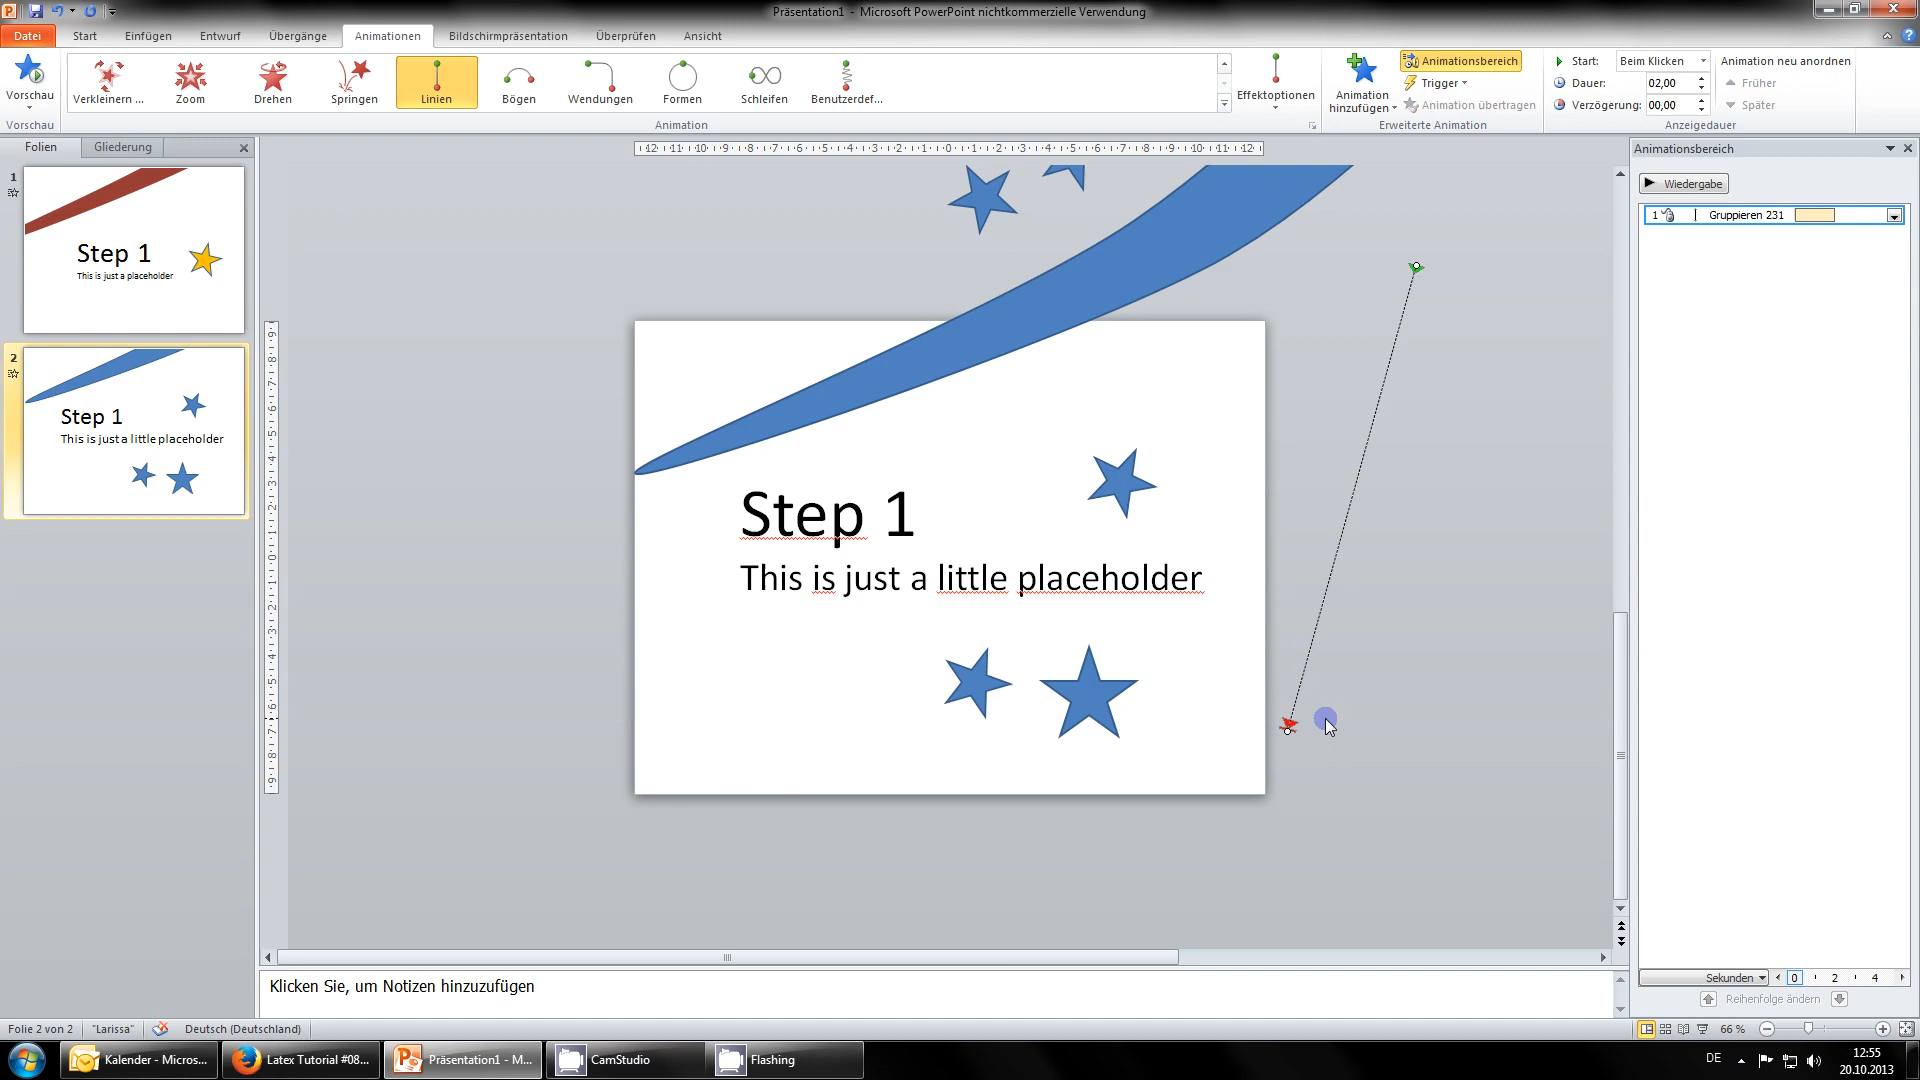 Präsentation1 - Microsoft PowerPoint nichtkommerzielle Verwendung
Datei Start Einfügen Entwurf Übergänge Animationen Bildschirmpräsentation Überprüfen Ansicht
Vorschau
Verkleinern ... Zoom Drehen Springen Linien Bögen Wendungen Formen Schleifen Benutzerdef...
Effektoptionen
Animation hinzufügen
Animationsbereich
Trigger
Animation übertragen
Start: Beim Klicken
Dauer: 02,00
Verzögerung: 00,00
Animation neu anordnen
Früher
Später
Vorschau Animation Erweiterte Animation Anzeigedauer
Folien Gliederung
1
Step 1
This is just a placeholder
2
Step 1
This is just a little placeholder
Step 1
This is just a little placeholder
Animationsbereich
Wiedergabe
1 Gruppieren 231
Sekunden 0 2 4
Reihenfolge ändern
Klicken Sie, um Notizen hinzuzufügen
Folie 2 von 2 "Larissa" Deutsch (Deutschland) 66 %
Kalender - Micros... Latex Tutorial #08... Präsentation1 - M... CamStudio Flashing
DE
12:55
20.10.2013